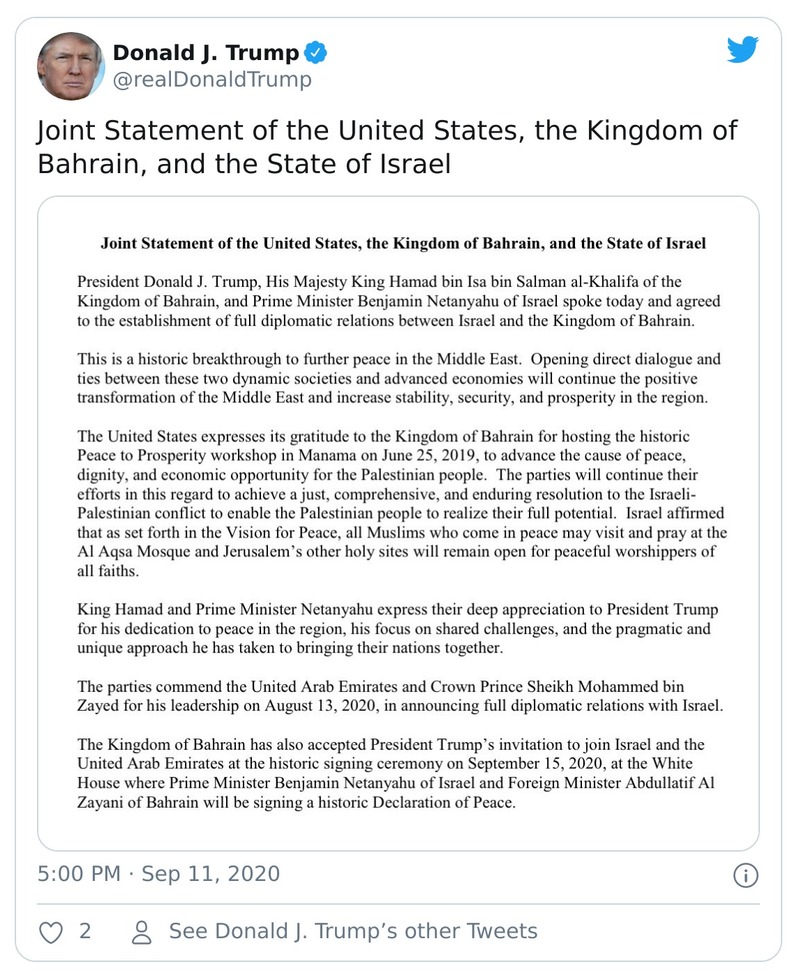 Donald J. Trump
@realDonaldTrump
Joint Statement of the United States, the Kingdom of
Bahrain, and the State of Israel
Joint Statement of the United States, the Kingdom of Bahrain, and the State of Israel
President Donald J. Trump, His Majesty King Hamad bin Isa bin Salman al-Khalifa of the
Kingdom of Bahrain, and Prime Minister Benjamin Netanyahu of Israel spoke today and agreed
to the establishment of full diplomatic relations between Israel and the Kingdom of Bahrain.
This is a historic breakthrough to further peace in the Middle East.  Opening direct dialogue and
ties between these two dynamic societies and advanced economies will continue the positive
transformation of the Middle East and increase stability, security, and prosperity in the region.
The United States expresses its gratitude to the Kingdom of Bahrain for hosting the historic
Peace to Prosperity workshop in Manama on June 25, 2019, to advance the cause of peace,
dignity, and economic opportunity for the Palestinian people.  The parties will continue their
efforts in this regard to achieve a just, comprehensive, and enduring resolution to the Israeli-
Palestinian conflict to enable the Palestinian people to realize their full potential.  Israel affirmed
that as set forth in the Vision for Peace, all Muslims who come in peace may visit and pray at the
Al Aqsa Mosque and Jerusalem’s other holy sites will remain open for peaceful worshippers of
all faiths.
King Hamad and Prime Minister Netanyahu express their deep appreciation to President Trump
for his dedication to peace in the region, his focus on shared challenges, and the pragmatic and
unique approach he has taken to bringing their nations together.
The parties commend the United Arab Emirates and Crown Prince Sheikh Mohammed bin
Zayed for his leadership on August 13, 2020, in announcing full diplomatic relations with Israel.
The Kingdom of Bahrain has also accepted President Trump’s invitation to join Israel and the
United Arab Emirates at the historic signing ceremony on September 15, 2020, at the White
House where Prime Minister Benjamin Netanyahu of Israel and Foreign Minister Abdullatif Al
Zayani of Bahrain will be signing a historic Declaration of Peace.
5:00 PM · Sep 11, 2020
2 See Donald J. Trump’s other Tweets